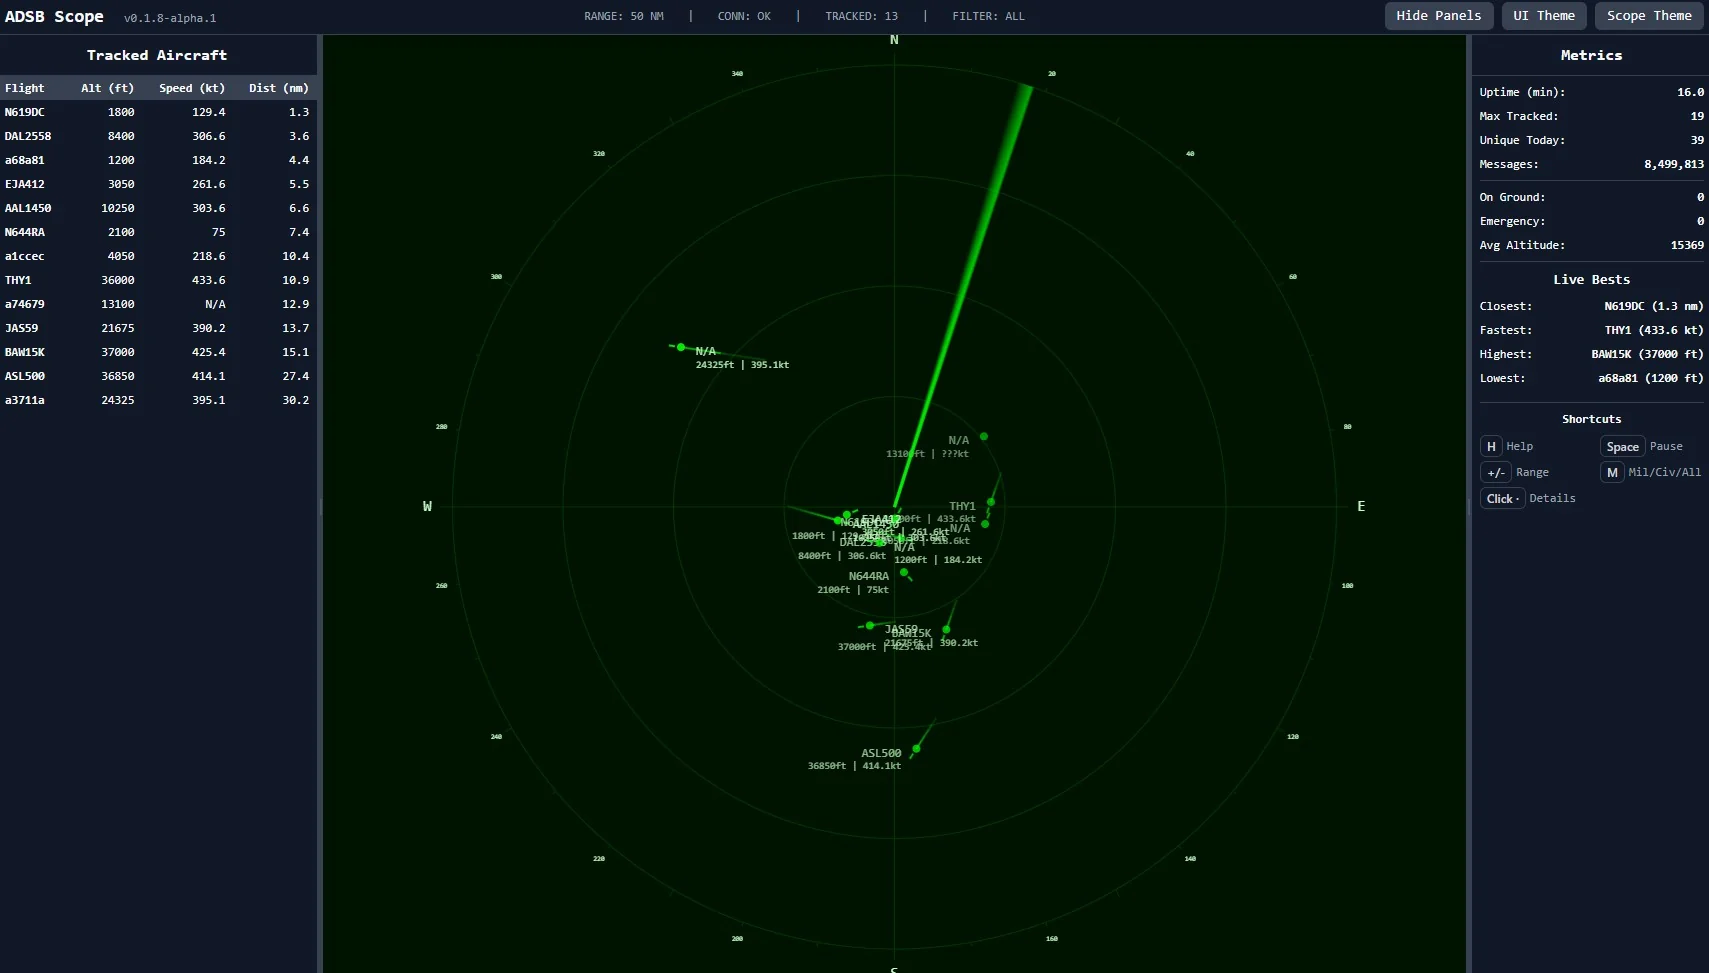 ADSB Scope v0.1.8-alpha.1
RANGE: 50 NM | CONN: OK | TRACKED: 13 | FILTER: ALL
Hide Panels UI Theme Scope Theme
Tracked Aircraft
Flight Alt (ft) Speed (kt) Dist (nm)
N619DC 1800 129.4 1.3
DAL2558 8400 306.6 3.6
a68a81 1200 184.2 4.4
EJA412 3050 261.6 5.5
AAL1450 10250 303.6 6.6
N644RA 2100 75 7.4
a1ccec 4050 218.6 10.4
THY1 36000 433.6 10.9
a74679 13100 N/A 12.9
JAS59 21675 390.2 13.7
BAW15K 37000 425.4 15.1
ASL500 36850 414.1 27.4
a3711a 24325 395.1 30.2
N
340
20
320
40
300
60
280
80
W
E
260
100
240
120
220
140
200
160
S
N/A
24325ft | 395.1kt
N/A
13100ft | ???kt
THY1
433.6kt
N/A
218.6kt
EJA412
261.6kt
N619DC
1800ft |
AAL1450
303.6kt
DAL2558
8400ft | 306.6kt
N/A
1200ft | 184.2kt
N644RA
2100ft | 75kt
JAS59
21675ft | 390.2kt
BAW15K
37000ft | 425.4kt
ASL500
36850ft | 414.1kt
Metrics
Uptime (min): 16.0
Max Tracked: 19
Unique Today: 39
Messages: 8,499,813
On Ground: 0
Emergency: 0
Avg Altitude: 15369
Live Bests
Closest: N619DC (1.3 nm)
Fastest: THY1 (433.6 kt)
Highest: BAW15K (37000 ft)
Lowest: a68a81 (1200 ft)
Shortcuts
H Help Space Pause
+/- Range M Mil/Civ/All
Click · Details